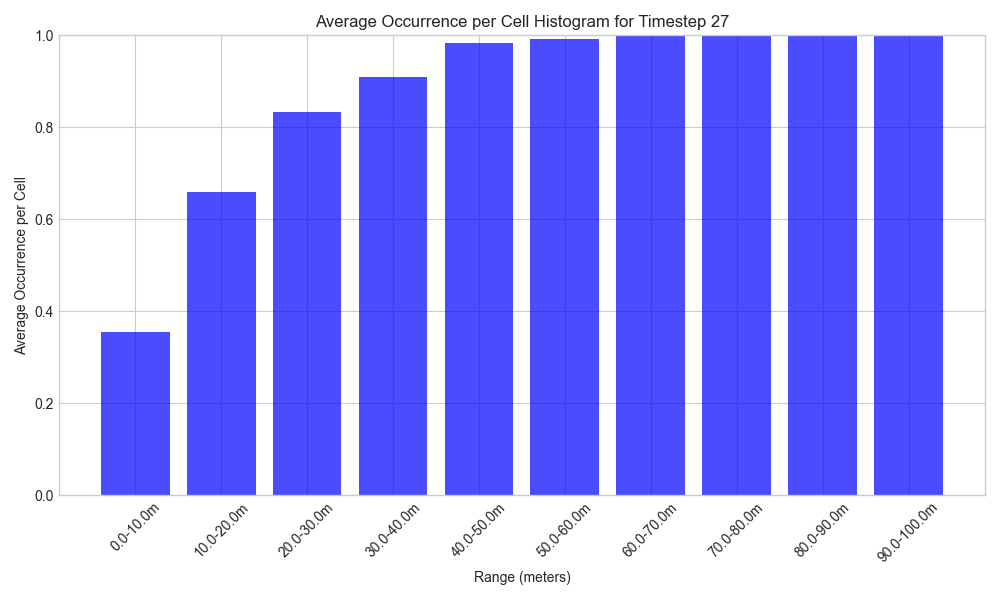 Average Occurrence per Cell Histogram for Timestep 27
Average Occurrence per Cell
1.0
0.8
0.6
0.4
0.2
0.0
0.0-10.0m
10.0-20.0m
20.0-30.0m
30.0-40.0m
40.0-50.0m
50.0-60.0m
60.0-70.0m
70.0-80.0m
80.0-90.0m
90.0-100.0m
Range (meters)